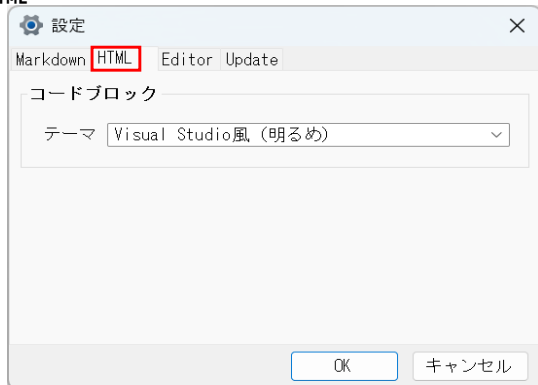 設定
Markdown HTML Editor Update
コードブロック
テーマ Visual Studio風（明るめ）
OK キャンセル